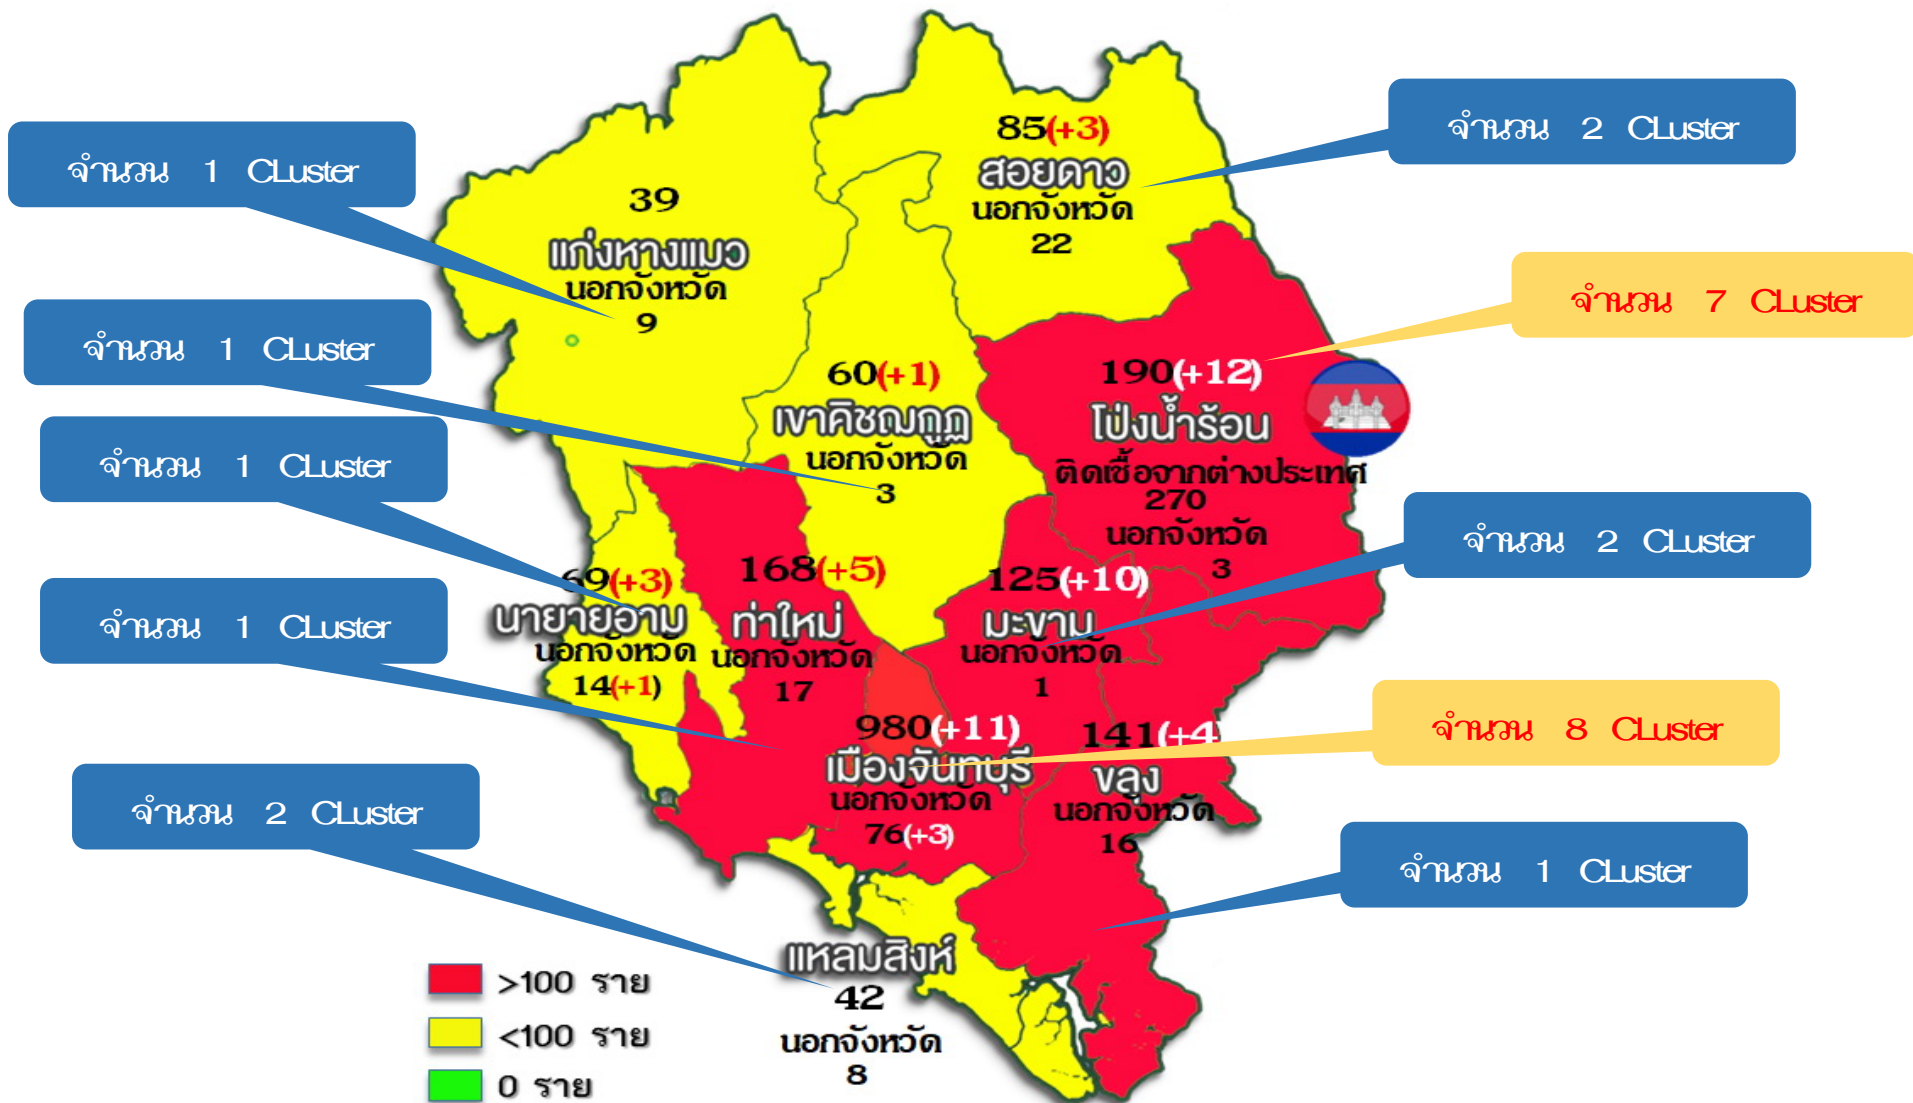 จำนวน 1 CLuster
จำนวน 1 CLuster
จำนวน 1 CLuster
จำนวน 1 CLuster
จำนวน 2 CLuster
จำนวน 2 CLuster
จำนวน 7 CLuster
จำนวน 2 CLuster
จำนวน 8 CLuster
จำนวน 1 CLuster
39
แก่งหางแมว
นอกจังหวัด
9
85(+3)
สอยดาว
นอกจังหวัด
22
60(+1)
เขาคิชฌกูฏ
นอกจังหวัด
3
190(+12)
โป่งน้ำร้อน
ติดเชื้อจากต่างประเทศ
270
นอกจังหวัด
3
69(+3)
นายายอาม
นอกจังหวัด
14(+1)
168(+5)
ท่าใหม่
นอกจังหวัด
17
125(+10)
มะขาม
นอกจังหวัด
1
980(+11)
เมืองจันทบุรี
นอกจังหวัด
76(+3)
141(+4
ขลุง
นอกจังหวัด
16
แหลมสิงห์
42
นอกจังหวัด
8
>100 ราย
<100 ราย
0 ราย